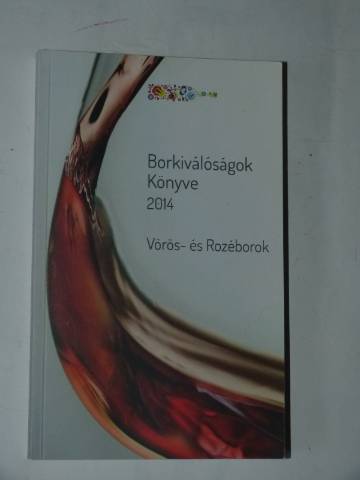 Borkiválóságok
Könyve
2014
Vörös- és Rozéborok